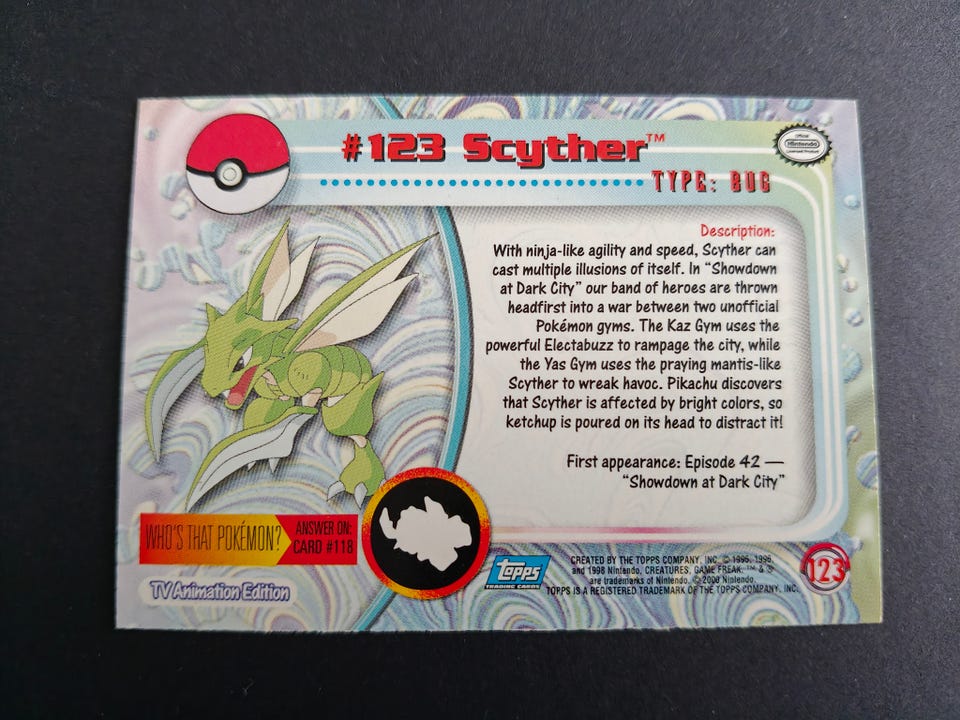 #123 Scyther™
Official
Nintendo
Licensed Product
TYPE: BUG
Description:
With ninja-like agility and speed, Scyther can
cast multiple illusions of itself. In “Showdown
at Dark City” our band of heroes are thrown
headfirst into a war between two unofficial
Pokémon gyms. The Kaz Gym uses the
powerful Electabuzz to rampage the city, while
the Yas Gym uses the praying mantis-like
Scyther to wreak havoc. Pikachu discovers
that Scyther is affected by bright colors, so
ketchup is poured on its head to distract it!
First appearance: Episode 42 —
“Showdown at Dark City”
WHO'S THAT POKÉMON?
ANSWER ON:
CARD #118
TV Animation Edition
topps
TRADING CARDS
CREATED BY THE TOPPS COMPANY, INC. © 1995, 1996,
and 1998 Nintendo, CREATURES, GAME FREAK. ™ & ®
are trademarks of Nintendo. © 2000 Nintendo.
TOPPS IS A REGISTERED TRADEMARK OF THE TOPPS COMPANY, INC.
123